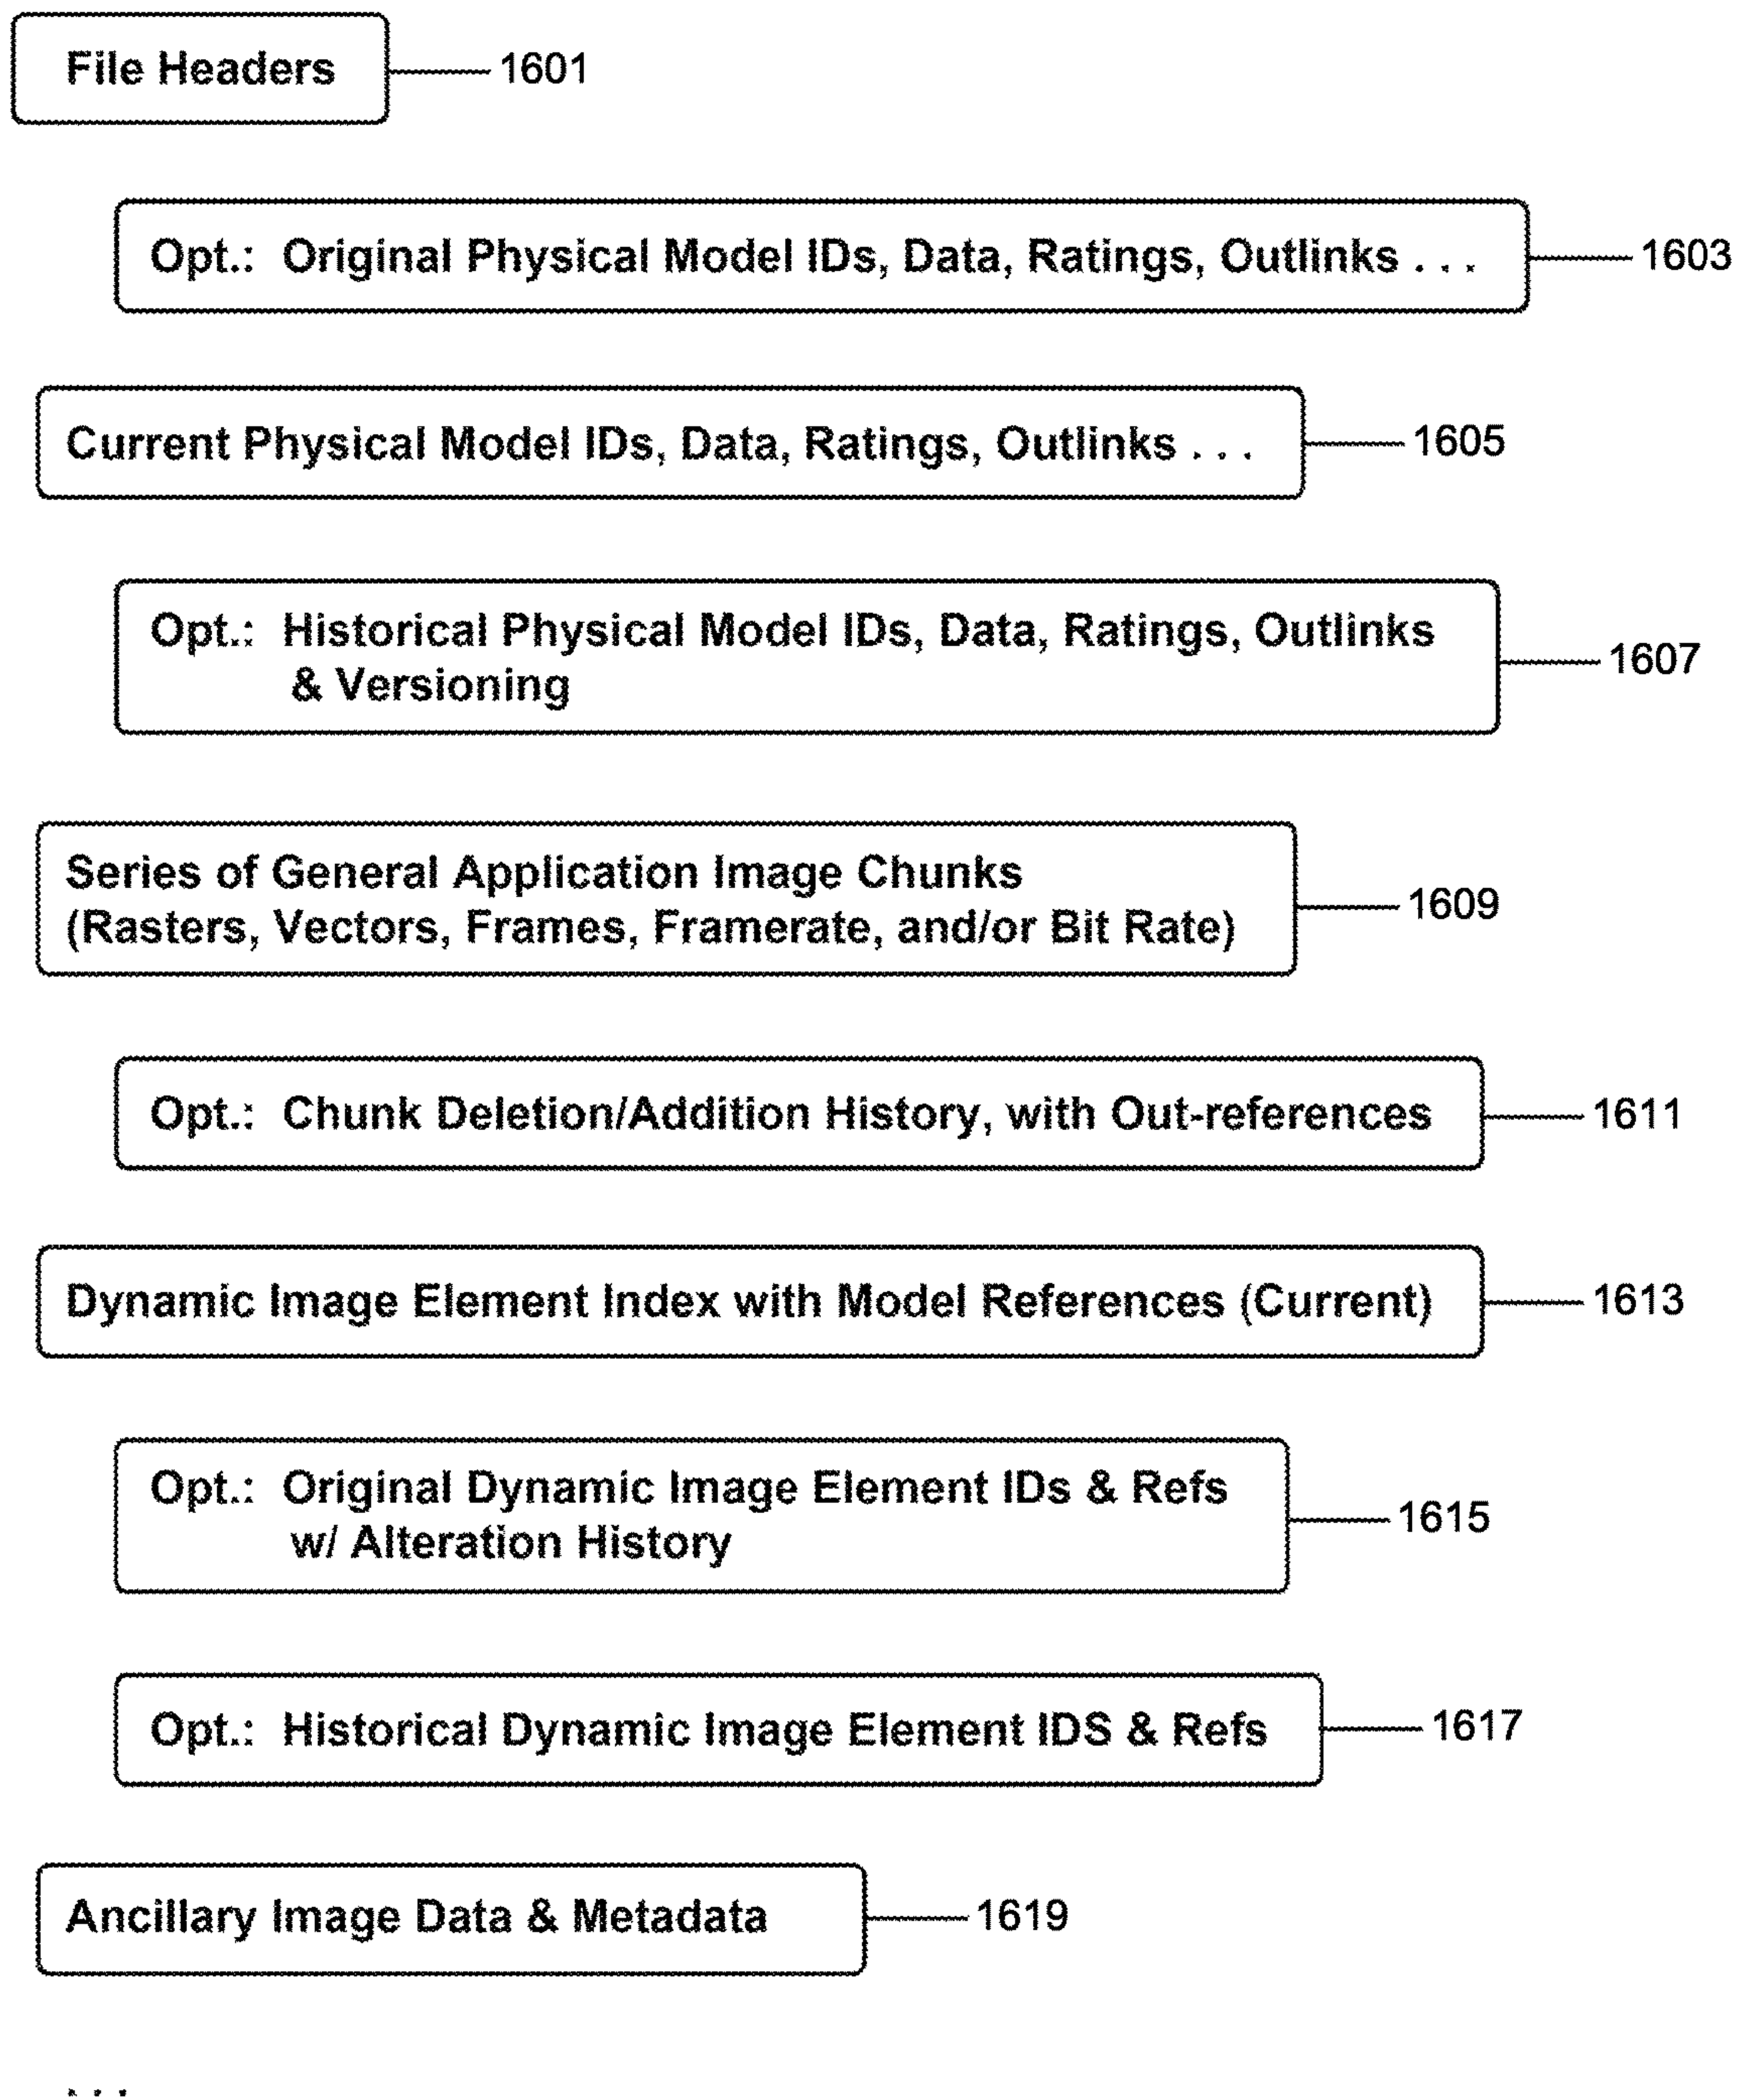 File Headers 1601
Opt.: Original Physical Model IDs, Data, Ratings, Outlinks . . . 1603
Current Physical Model IDs, Data, Ratings, Outlinks . . . 1605
Opt.: Historical Physical Model IDs, Data, Ratings, Outlinks
& Versioning 1607
Series of General Application Image Chunks
(Rasters, Vectors, Frames, Framerate, and/or Bit Rate) 1609
Opt.: Chunk Deletion/Addition History, with Out-references 1611
Dynamic Image Element Index with Model References (Current) 1613
Opt.: Original Dynamic Image Element IDs & Refs
w/ Alteration History 1615
Opt.: Historical Dynamic Image Element IDS & Refs 1617
Ancillary Image Data & Metadata 1619
. . .